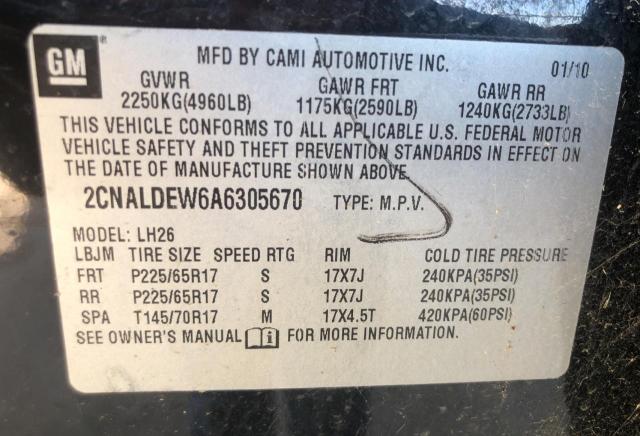 GM
®
MFD BY CAMI AUTOMOTIVE INC. 01/10
GVWR GAWR FRT GAWR RR
2250KG(4960LB) 1175KG(2590LB) 1240KG(2733LB)
THIS VEHICLE CONFORMS TO ALL APPLICABLE U.S. FEDERAL MOTOR
VEHICLE SAFETY AND THEFT PREVENTION STANDARDS IN EFFECT ON
THE DATE OF MANUFACTURE SHOWN ABOVE.
2CNALDEW6A6305670 TYPE: M.P.V.
MODEL: LH26
LBJM TIRE SIZE SPEED RTG RIM COLD TIRE PRESSURE
FRT P225/65R17 S 17X7J 240KPA(35PSI)
RR P225/65R17 S 17X7J 240KPA(35PSI)
SPA T145/70R17 M 17X4.5T 420KPA(60PSI)
SEE OWNER'S MANUAL FOR MORE INFORMATION.